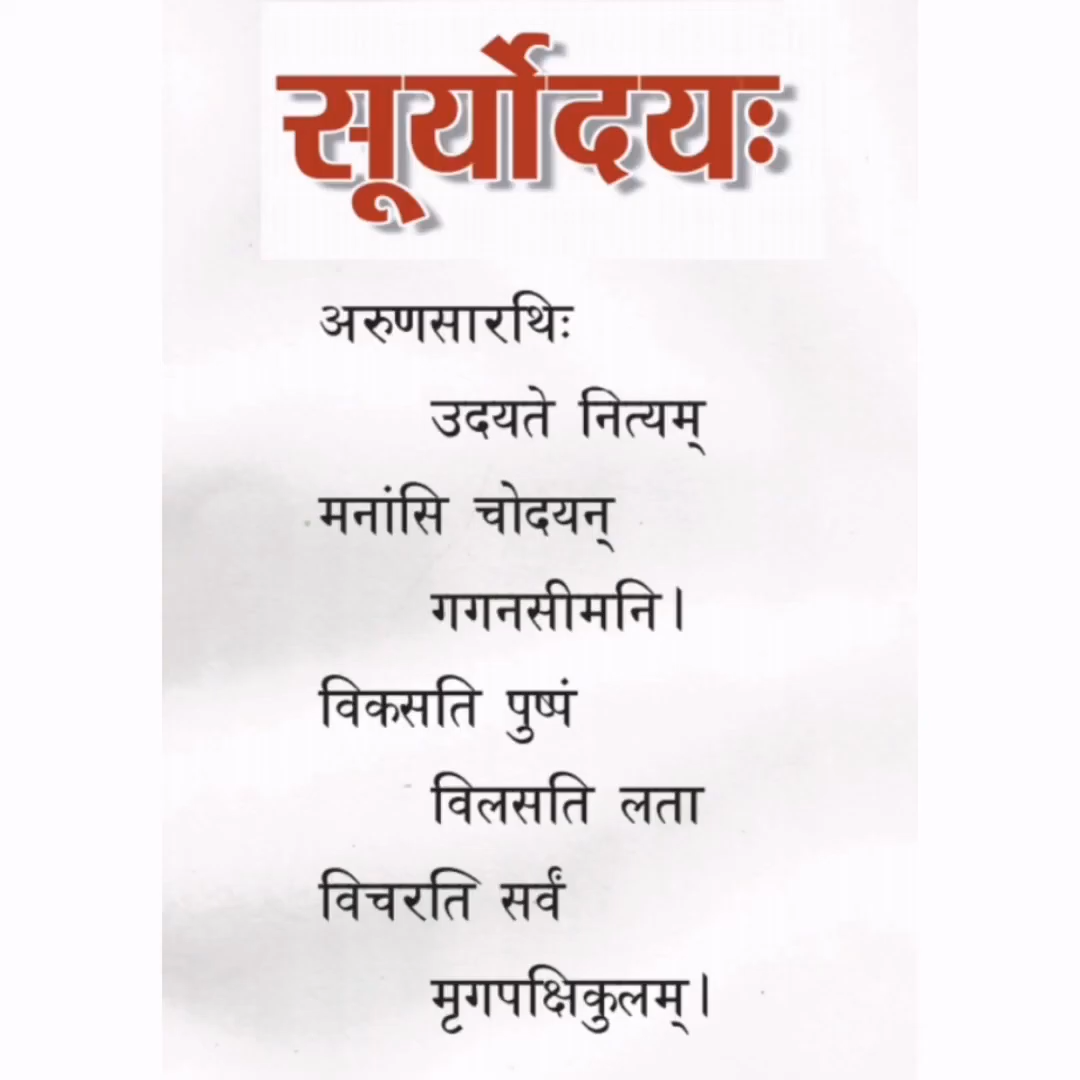 सूर्योदयः
अरुणसारथिः
उदयते नित्यम्
मनांसि चोदयन्
गगनसीमनि।
विकसति पुष्पं
विलसति लता
विचरति सर्वं
मृगपक्षिकुलम्।